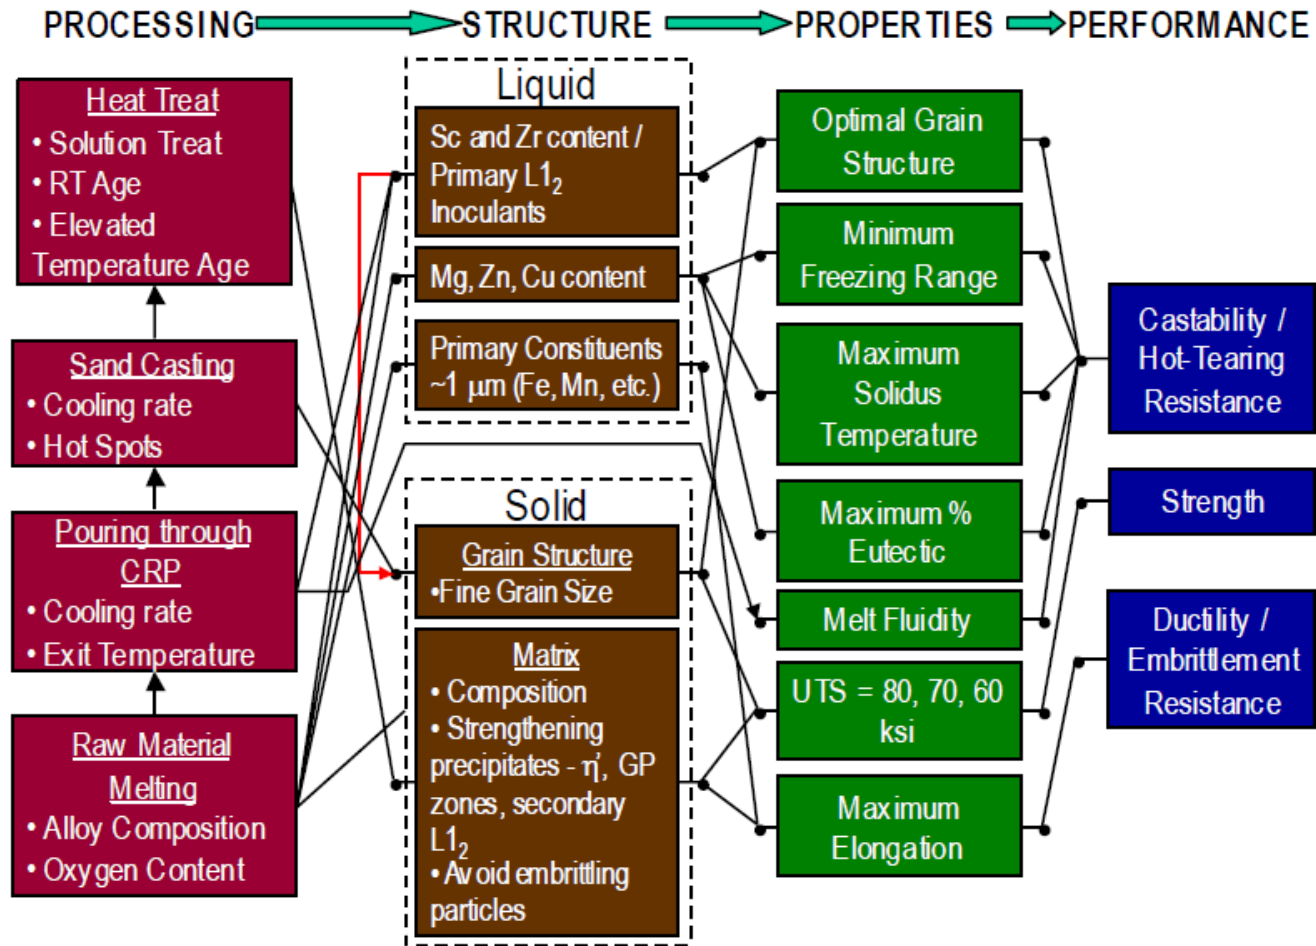 PROCESSING STRUCTURE PROPERTIES PERFORMANCE
Heat Treat
• Solution Treat
• RT Age
• Elevated
Temperature Age
Sand Casting
• Cooling rate
• Hot Spots
Pouring through
CRP
• Cooling rate
• Exit Temperature
Raw Material
Melting
• Alloy Composition
• Oxygen Content
Liquid
Sc and Zr content /
Primary L1₂
Inoculants
Mg, Zn, Cu content
Primary Constituents
~1 μm (Fe, Mn, etc.)
Solid
Grain Structure
•Fine Grain Size
Matrix
• Composition
• Strengthening
precipitates - η', GP
zones, secondary
L1₂
• Avoid embrittling
particles
Optimal Grain
Structure
Minimum
Freezing Range
Maximum
Solidus
Temperature
Maximum %
Eutectic
Melt Fluidity
UTS = 80, 70, 60
ksi
Maximum
Elongation
Castability /
Hot-Tearing
Resistance
Strength
Ductility /
Embrittlement
Resistance